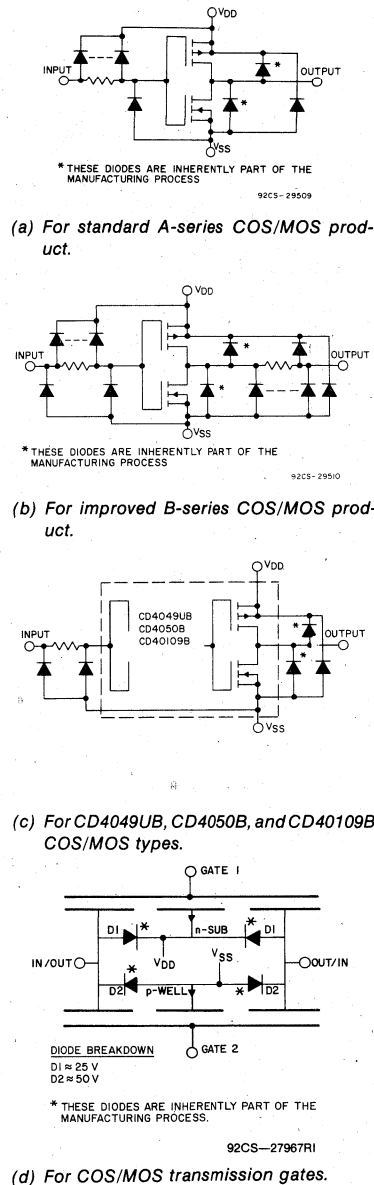 VDD
INPUT
*
OUTPUT
*
VSS
* THESE DIODES ARE INHERENTLY PART OF THE
MANUFACTURING PROCESS
92CS-29509
(a) For standard A-series COS/MOS prod-
uct.
VDD
INPUT
*
OUTPUT
*
VSS
* THESE DIODES ARE INHERENTLY PART OF THE
MANUFACTURING PROCESS
92CS-29510
(b) For improved B-series COS/MOS prod-
uct.
VDD
CD4049UB
CD4050B
CD40109B
INPUT
*
OUTPUT
*
VSS
(c) For CD4049UB, CD4050B, and CD40109B
COS/MOS types.
GATE 1
D1 * n-SUB * D1
IN/OUT VDD VSS OUT/IN
D2 * p-WELL * D2
DIODE BREAKDOWN
D1 ≈ 25 V
D2 ≈ 50 V
GATE 2
* THESE DIODES ARE INHERENTLY PART OF THE
MANUFACTURING PROCESS.
92CS—27967R1
(d) For COS/MOS transmission gates.